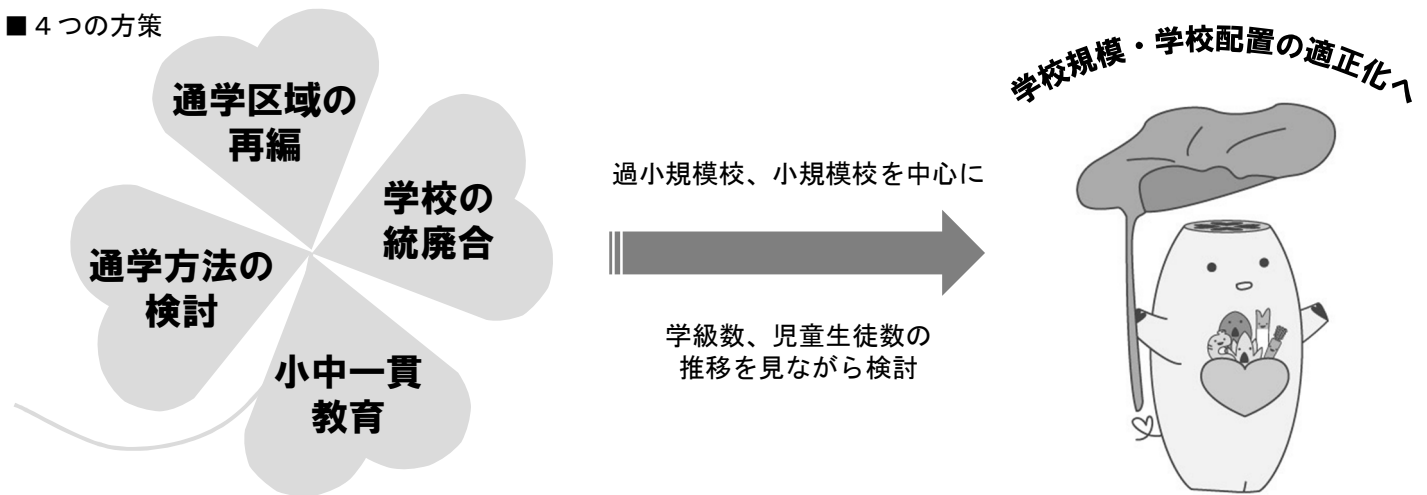 ■４つの方策
通学区域の
再編
学校の
統廃合
通学方法の
検討
小中一貫
教育
過小規模校、小規模校を中心に
学級数、児童生徒数の
推移を見ながら検討
学校規模・学校配置の適正化へ